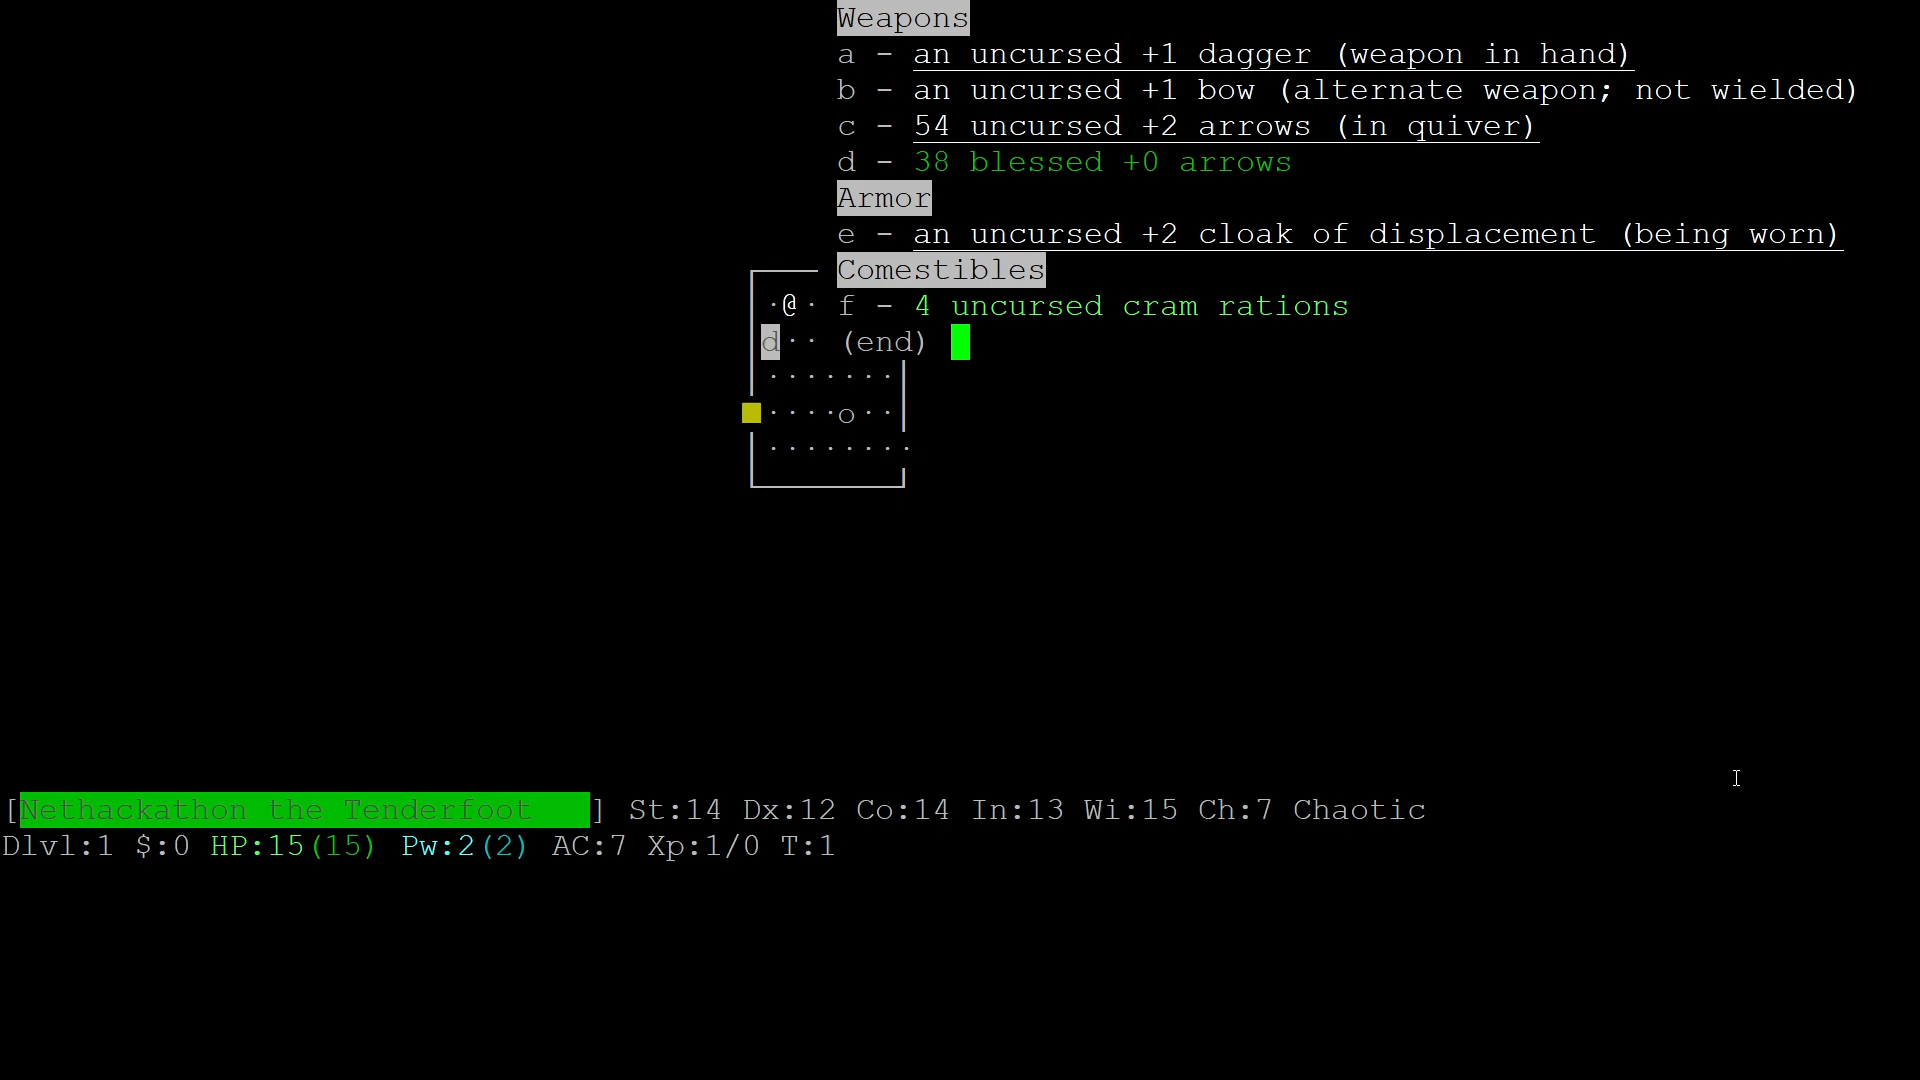 Weapons
a - an uncursed +1 dagger (weapon in hand)
b - an uncursed +1 bow (alternate weapon; not wielded)
c - 54 uncursed +2 arrows (in quiver)
d - 38 blessed +0 arrows
Armor
e - an uncursed +2 cloak of displacement (being worn)
Comestibles
·@· f - 4 uncursed cram rations
d·· (end)
·······
····o··
········
[Nethackathon the Tenderfoot   ] St:14 Dx:12 Co:14 In:13 Wi:15 Ch:7 Chaotic
Dlvl:1 $:0 HP:15(15) Pw:2(2) AC:7 Xp:1/0 T:1